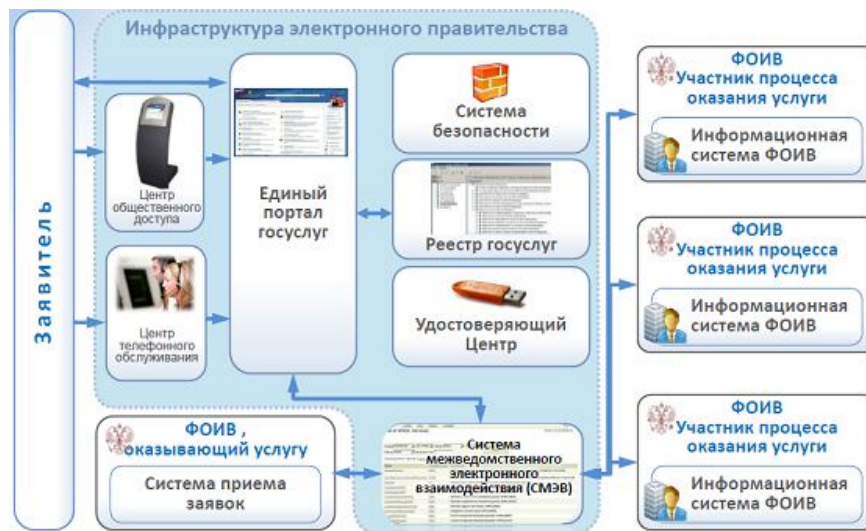 Инфраструктура электронного правительства
Заявитель
Центр
общественного
доступа
Центр
телефонного
обслуживания
Единый
портал
госуслуг
Система
безопасности
Реестр госуслуг
Удостоверяющий
Центр
ФОИВ
Участник процесса
оказания услуги
Информационная
система ФОИВ
ФОИВ
Участник процесса
оказания услуги
Информационная
система ФОИВ
ФОИВ
Участник процесса
оказания услуги
Информационная
система ФОИВ
ФОИВ ,
оказывающий услугу
Система приема
заявок
Система
межведомственного
электронного
взаимодействия (СМЭВ)